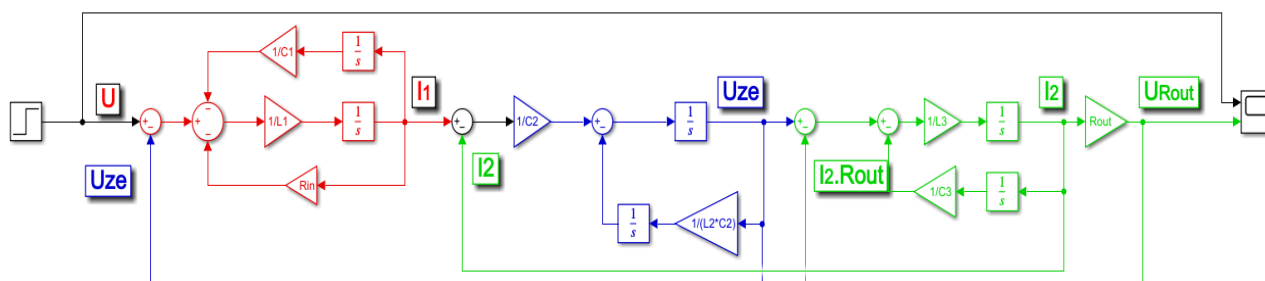 1/C1
1
s
U
I1
Uze
1/C2
1
s
I2
URout
1/L1
1
s
1/L3
1
s
Rout
Uze
Rin
I2
I2.Rout
1/C3
1
s
1
s
1/(L2*C2)